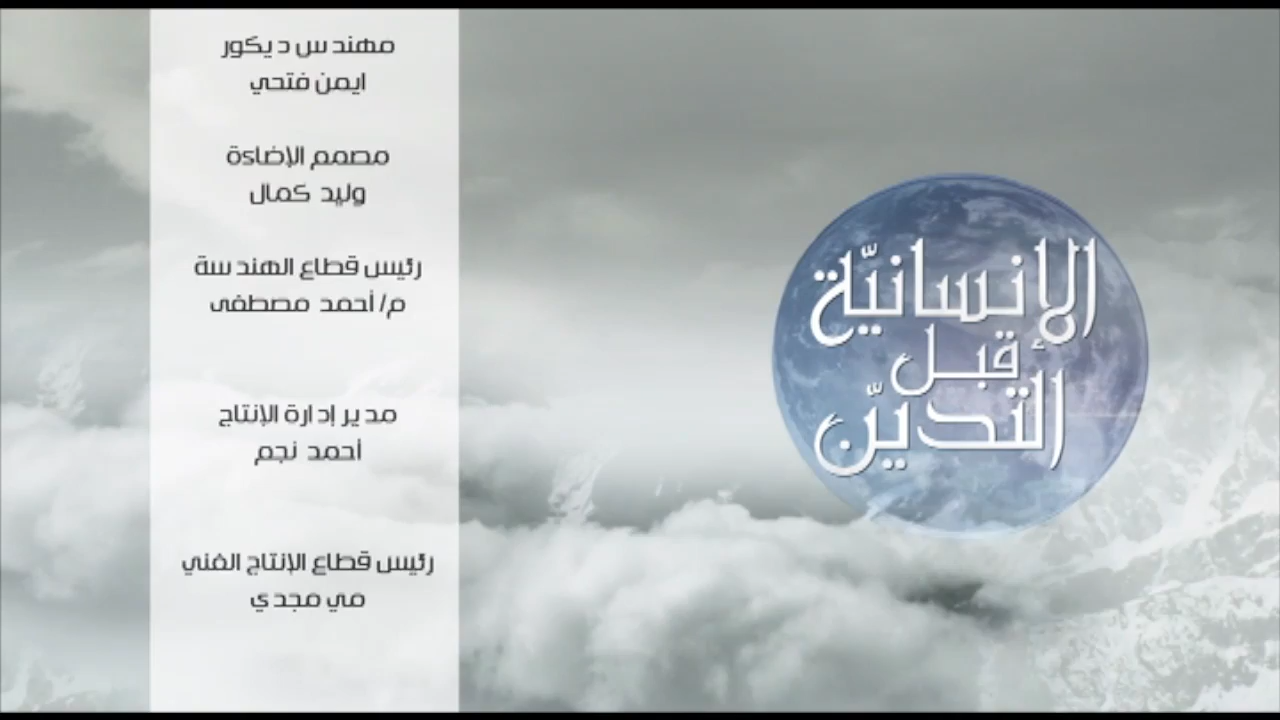 مهندس ديكور
ايمن فتحي
مصمم الإضاءة
وليد كمال
رئيس قطاع الهندسة
م/ أحمد مصطفى
مدير إدارة الإنتاج
أحمد نجم
رئيس قطاع الإنتاج الفني
مي مجدي
الإنسانيّة
قبل
التديّن